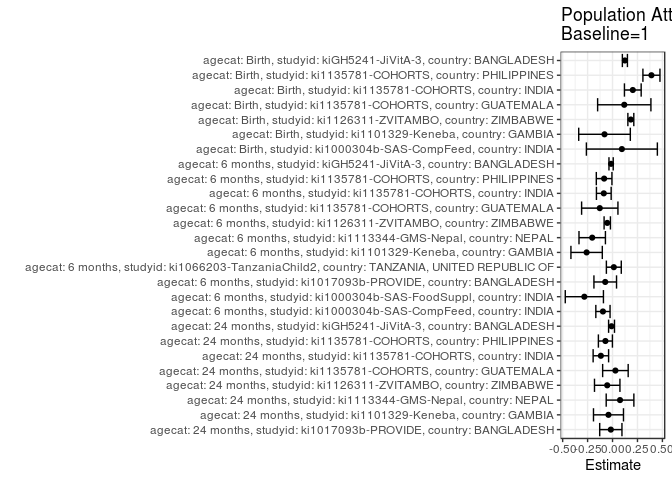 Population Att
Baseline=1
agecat: Birth, studyid: kiGH5241-JiVitA-3, country: BANGLADESH
agecat: Birth, studyid: ki1135781-COHORTS, country: PHILIPPINES
agecat: Birth, studyid: ki1135781-COHORTS, country: INDIA
agecat: Birth, studyid: ki1135781-COHORTS, country: GUATEMALA
agecat: Birth, studyid: ki1126311-ZVITAMBO, country: ZIMBABWE
agecat: Birth, studyid: ki1101329-Keneba, country: GAMBIA
agecat: Birth, studyid: ki1000304b-SAS-CompFeed, country: INDIA
agecat: 6 months, studyid: kiGH5241-JiVitA-3, country: BANGLADESH
agecat: 6 months, studyid: ki1135781-COHORTS, country: PHILIPPINES
agecat: 6 months, studyid: ki1135781-COHORTS, country: INDIA
agecat: 6 months, studyid: ki1135781-COHORTS, country: GUATEMALA
agecat: 6 months, studyid: ki1126311-ZVITAMBO, country: ZIMBABWE
agecat: 6 months, studyid: ki1113344-GMS-Nepal, country: NEPAL
agecat: 6 months, studyid: ki1101329-Keneba, country: GAMBIA
agecat: 6 months, studyid: ki1066203-TanzaniaChild2, country: TANZANIA, UNITED REPUBLIC OF
agecat: 6 months, studyid: ki1017093b-PROVIDE, country: BANGLADESH
agecat: 6 months, studyid: ki1000304b-SAS-FoodSuppl, country: INDIA
agecat: 6 months, studyid: ki1000304b-SAS-CompFeed, country: INDIA
agecat: 24 months, studyid: kiGH5241-JiVitA-3, country: BANGLADESH
agecat: 24 months, studyid: ki1135781-COHORTS, country: PHILIPPINES
agecat: 24 months, studyid: ki1135781-COHORTS, country: INDIA
agecat: 24 months, studyid: ki1135781-COHORTS, country: GUATEMALA
agecat: 24 months, studyid: ki1126311-ZVITAMBO, country: ZIMBABWE
agecat: 24 months, studyid: ki1113344-GMS-Nepal, country: NEPAL
agecat: 24 months, studyid: ki1101329-Keneba, country: GAMBIA
agecat: 24 months, studyid: ki1017093b-PROVIDE, country: BANGLADESH
-0.50 -0.25 0.00 0.25 0.50
Estimate